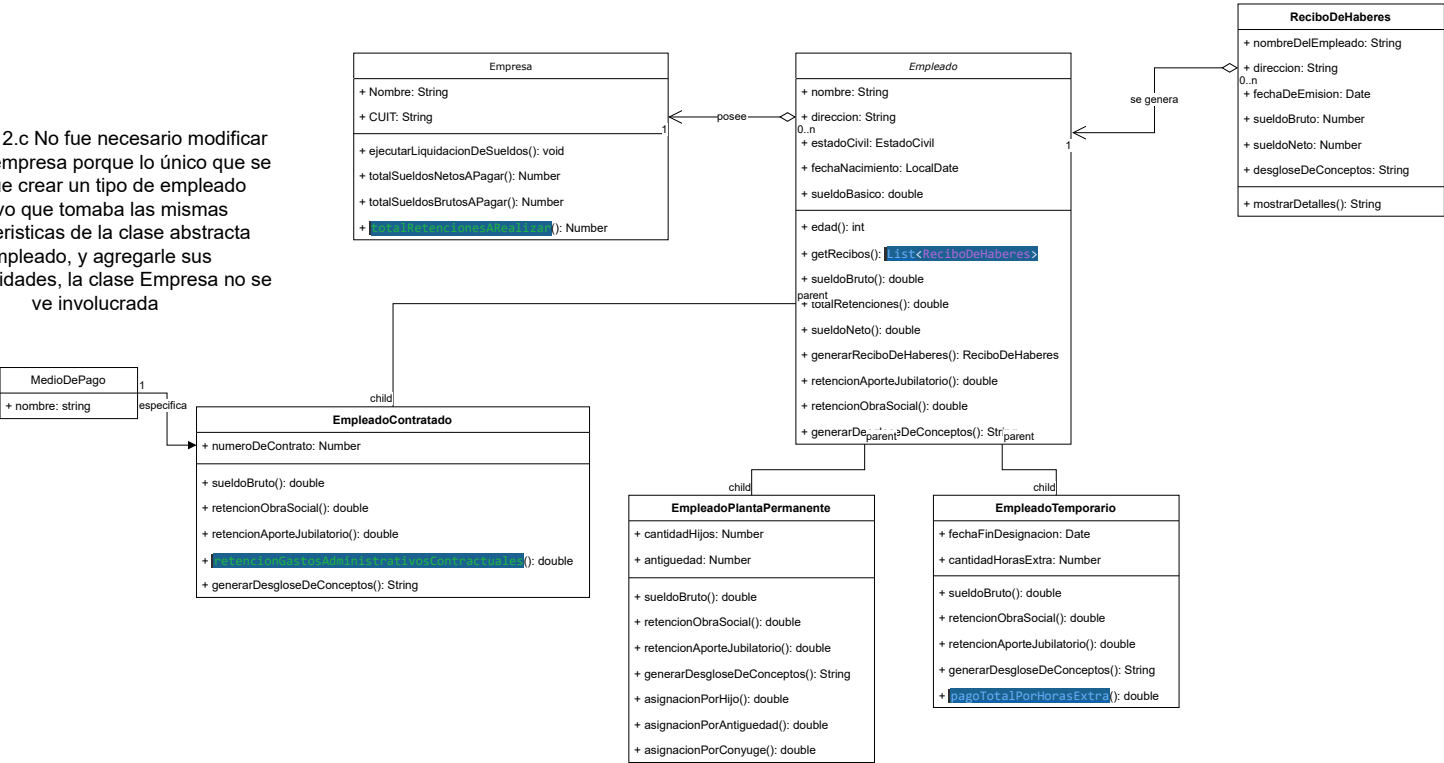 2.c No fue necesario modificar
empresa porque lo único que se
crear un tipo de empleado
que tomaba las mismas
de la clase abstracta
y agregarle sus
la clase Empresa no se
ve involucrada
Empresa
+ Nombre: String
+ CUIT: String
+ ejecutarLiquidacionDeSueldos(): void
+ totalSueldosNetosAPagar(): Number
+ totalSueldosBrutosAPagar(): Number
+ totalRetencionesARealizar(): Number
1
posee
0..n
Empleado
+ nombre: String
+ direccion: String
+ estadoCivil: EstadoCivil
+ fechaNacimiento: LocalDate
+ sueldoBasico: double
+ edad(): int
+ getRecibos(): List<ReciboDeHaberes>
+ sueldoBruto(): double
+ totalRetenciones(): double
+ sueldoNeto(): double
+ generarReciboDeHaberes(): ReciboDeHaberes
+ retencionAporteJubilatorio(): double
+ retencionObraSocial(): double
+
parent
parent
parent
1
se genera
0..n
ReciboDeHaberes
+ nombreDelEmpleado: String
+ direccion: String
+ fechaDeEmision: Date
+ sueldoBruto: Number
+ sueldoNeto: Number
+ desgloseDeConceptos: String
+ mostrarDetalles(): String
MedioDePago
+ nombre: string
1
especifica
child
EmpleadoContratado
+ numeroDeContrato: Number
+ sueldoBruto(): double
+ retencionObraSocial(): double
+ retencionAporteJubilatorio(): double
+ retencionGastosAdministrativosContractuales(): double
+ generarDesgloseDeConceptos(): String
child
EmpleadoPlantaPermanente
+ cantidadHijos: Number
+ antiguedad: Number
+ sueldoBruto(): double
+ retencionObraSocial(): double
+ retencionAporteJubilatorio(): double
+ generarDesgloseDeConceptos(): String
+ asignacionPorHijo(): double
+ asignacionPorAntiguedad(): double
+ asignacionPorConyuge(): double
child
EmpleadoTemporario
+ fechaFinDesignacion: Date
+ cantidadHorasExtra: Number
+ sueldoBruto(): double
+ retencionObraSocial(): double
+ retencionAporteJubilatorio(): double
+ generarDesgloseDeConceptos(): String
+ pagoTotalPorHorasExtra(): double